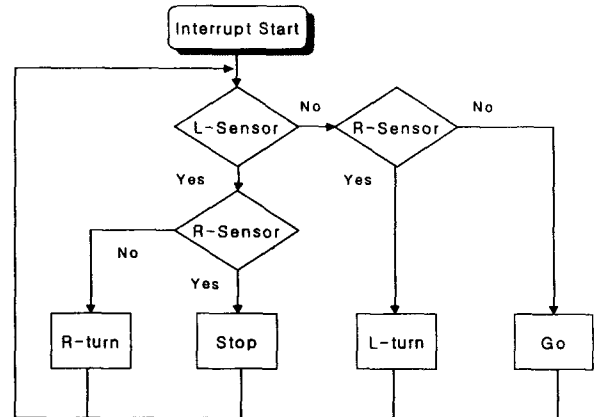 Interrupt Start
L-Sensor
No
R-Sensor
No
Yes
Yes
R-Sensor
No
Yes
R-turn
Stop
L-turn
Go